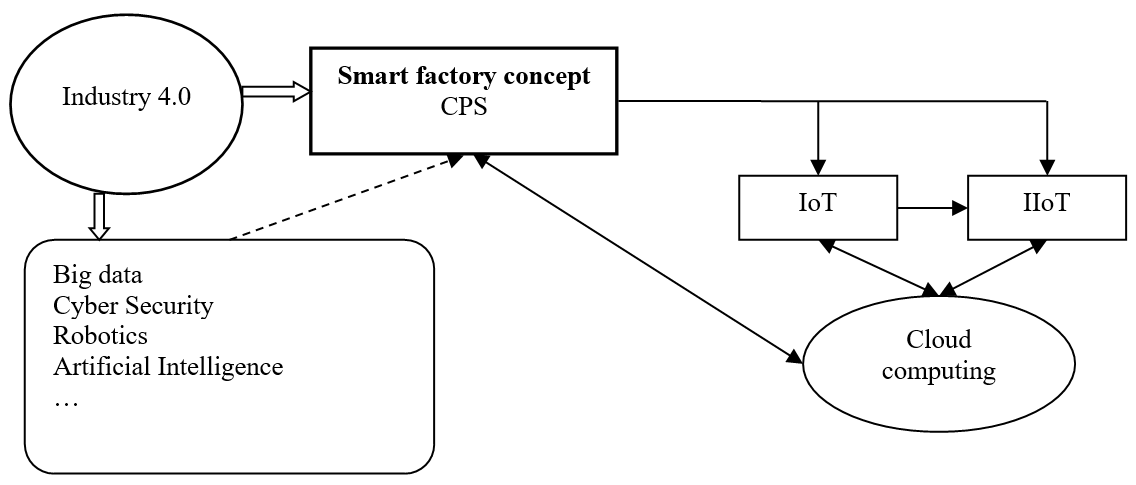 Industry 4.0
Smart factory concept
CPS
IoT
IIoT
Big data
Cyber Security
Robotics
Artificial Intelligence
…
Cloud
computing